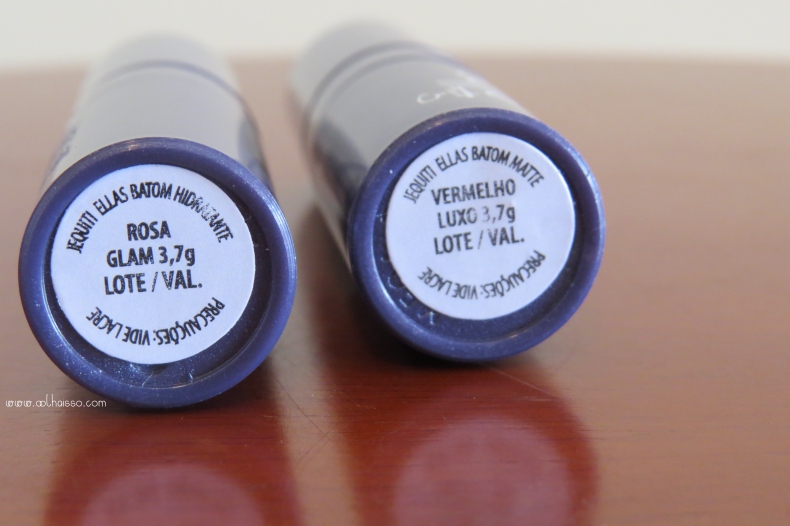 JEQUITI ELLAS BATOM HIDRATANTE
ROSA
GLAM 3,7g
LOTE / VAL.
PRECAUÇÕES: VIDE LACRE
JEQUITI ELLAS BATOM MATTE
VERMELHO
LUXO 3,7g
LOTE / VAL.
PRECAUÇÕES: VIDE LACRE
www.oolhaisso.com